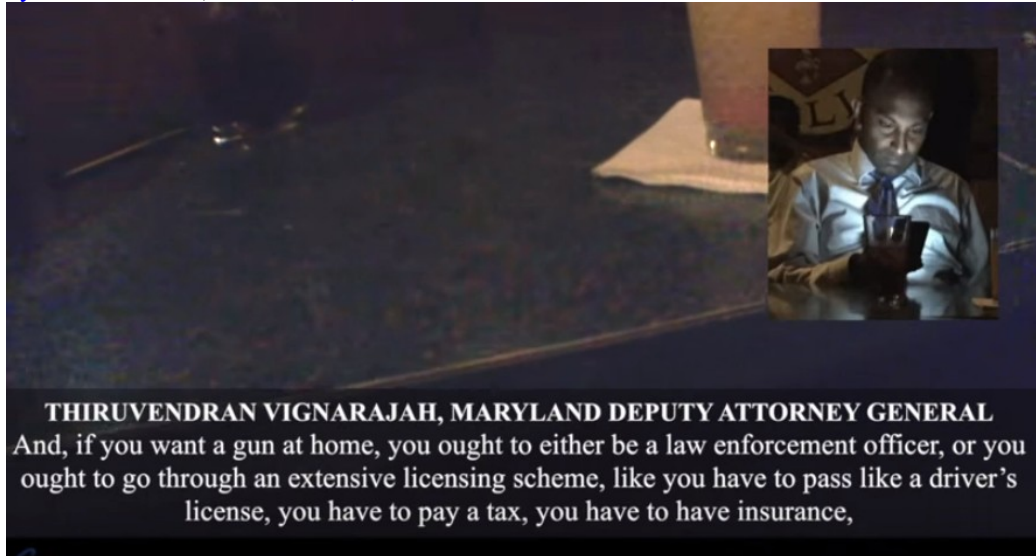 LI
THIRUVENDRAN VIGNARAJAH, MARYLAND DEPUTY ATTORNEY GENERAL
And, if you want a gun at home, you ought to either be a law enforcement officer, or you
ought to go through an extensive licensing scheme, like you have to pass like a driver's
license, you have to pay a tax, you have to have insurance,